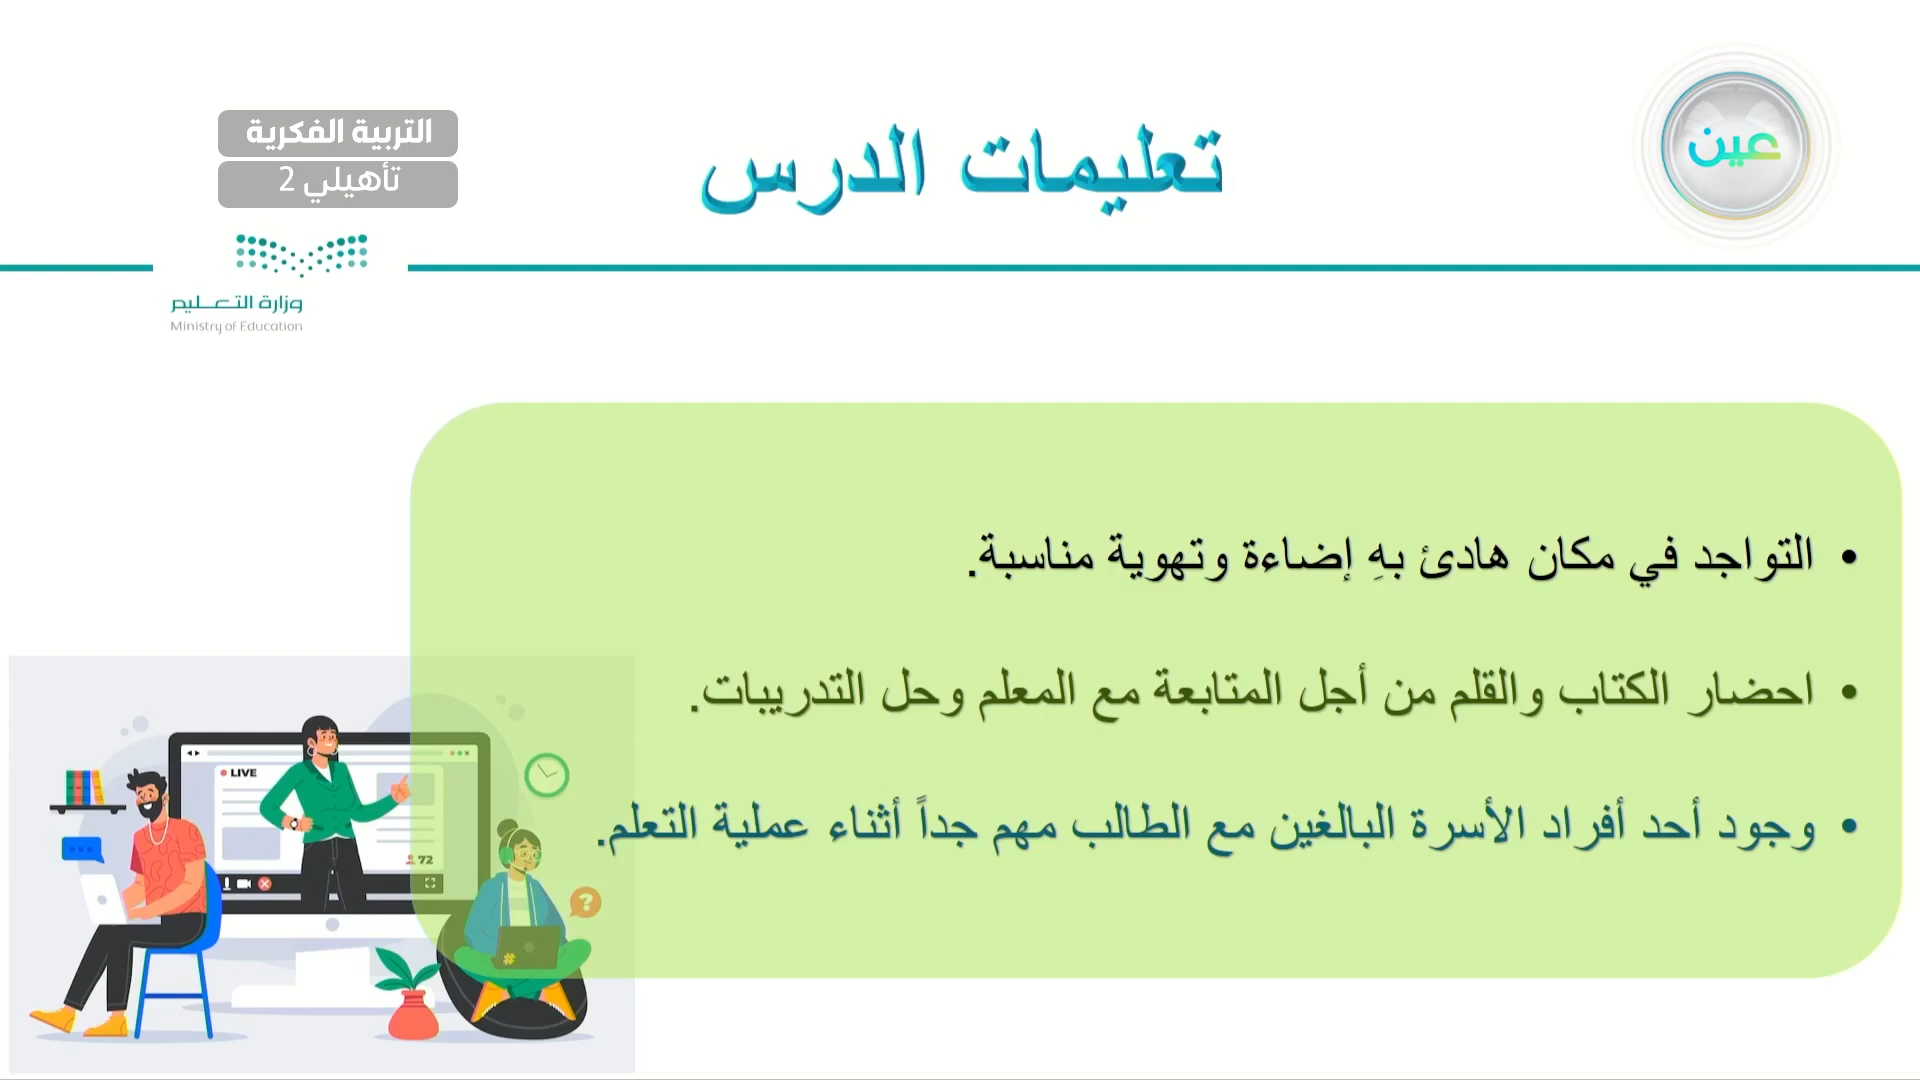 عين
تعليمات الدرس
التربية الفكرية
تأهيلي 2
وزارة التعليم
Ministry of Education
• التواجد في مكان هادئ بهِ إضاءة وتهوية مناسبة.
• احضار الكتاب والقلم من أجل المتابعة مع المعلم وحل التدريبات.
• وجود أحد أفراد الأسرة البالغين مع الطالب مهم جداً أثناء عملية التعلم.
LIVE
72
?
#